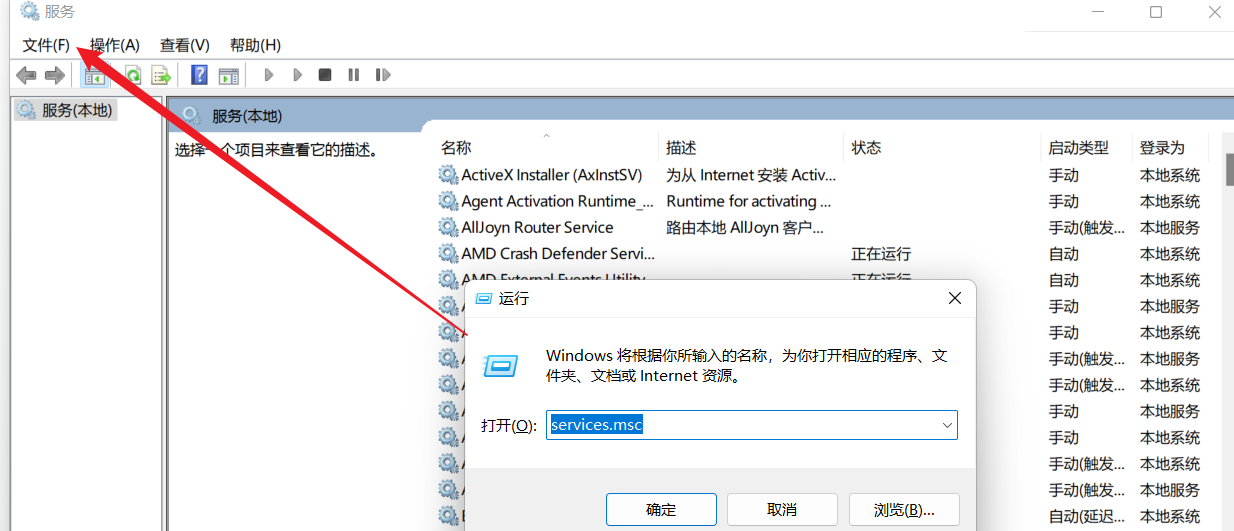 服务
文件(F) 操作(A) 查看(V) 帮助(H)
服务(本地)
服务(本地)
选择一个项目来查看它的描述。
名称 描述 状态 启动类型 登录为
ActiveX Installer (AxInstSV) 为从 Internet 安装 Activ... 手动 本地系统
Agent Activation Runtime_... Runtime for activating ... 手动 本地系统
AllJoyn Router Service 路由本地 AllJoyn 客户... 手动(触发... 本地服务
AMD Crash Defender Servi... 正在运行 自动 本地系统
AMD External Events Utility 正在运行 自动 本地系统
手动 本地服务
手动 本地系统
手动(触发... 本地服务
手动(触发... 本地系统
手动 本地服务
手动 本地系统
手动(触发... 本地系统
手动(触发... 本地系统
自动(延迟... 本地系统
运行
Windows 将根据你所输入的名称，为你打开相应的程序、文
件夹、文档或 Internet 资源。
打开(O): services.msc
确定 取消 浏览(B)...